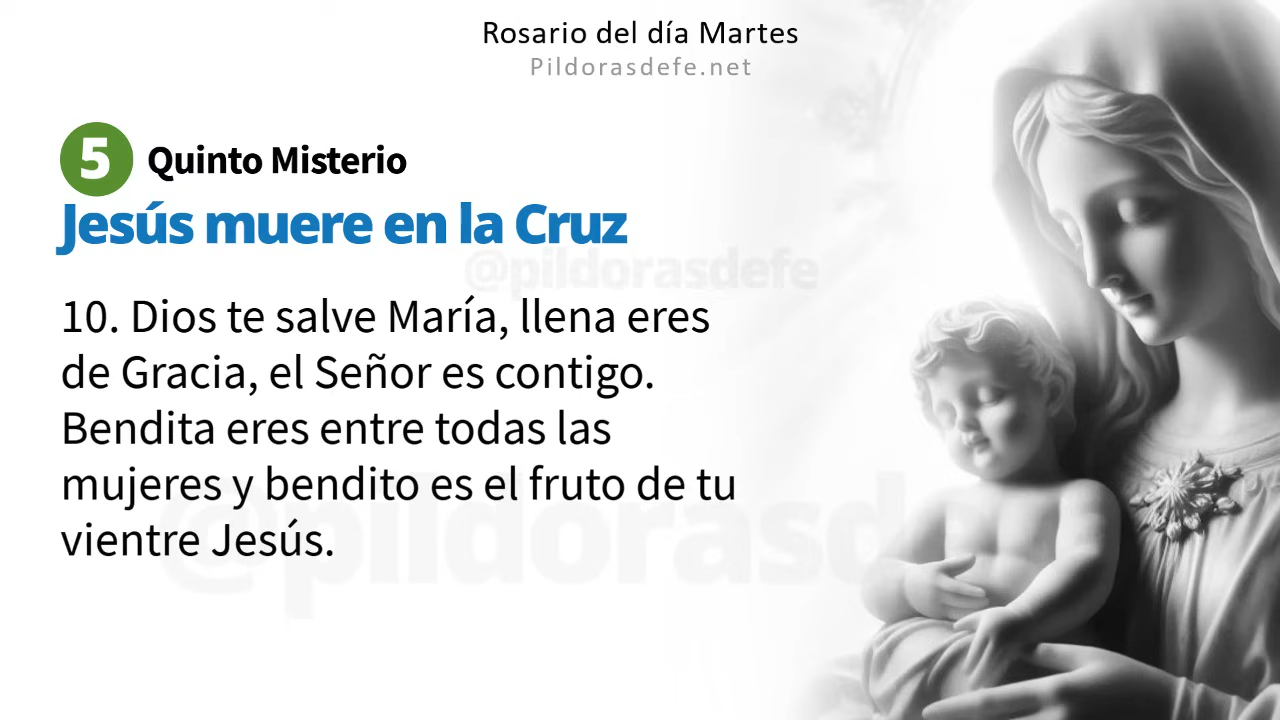 Rosario del día Martes
Pildorasdefe.net
5 Quinto Misterio
Jesús muere en la Cruz
@pildorasdefe
10. Dios te salve María, llena eres
de Gracia, el Señor es contigo.
Bendita eres entre todas las
mujeres y bendito es el fruto de tu
vientre Jesús.
@pildorasdefe